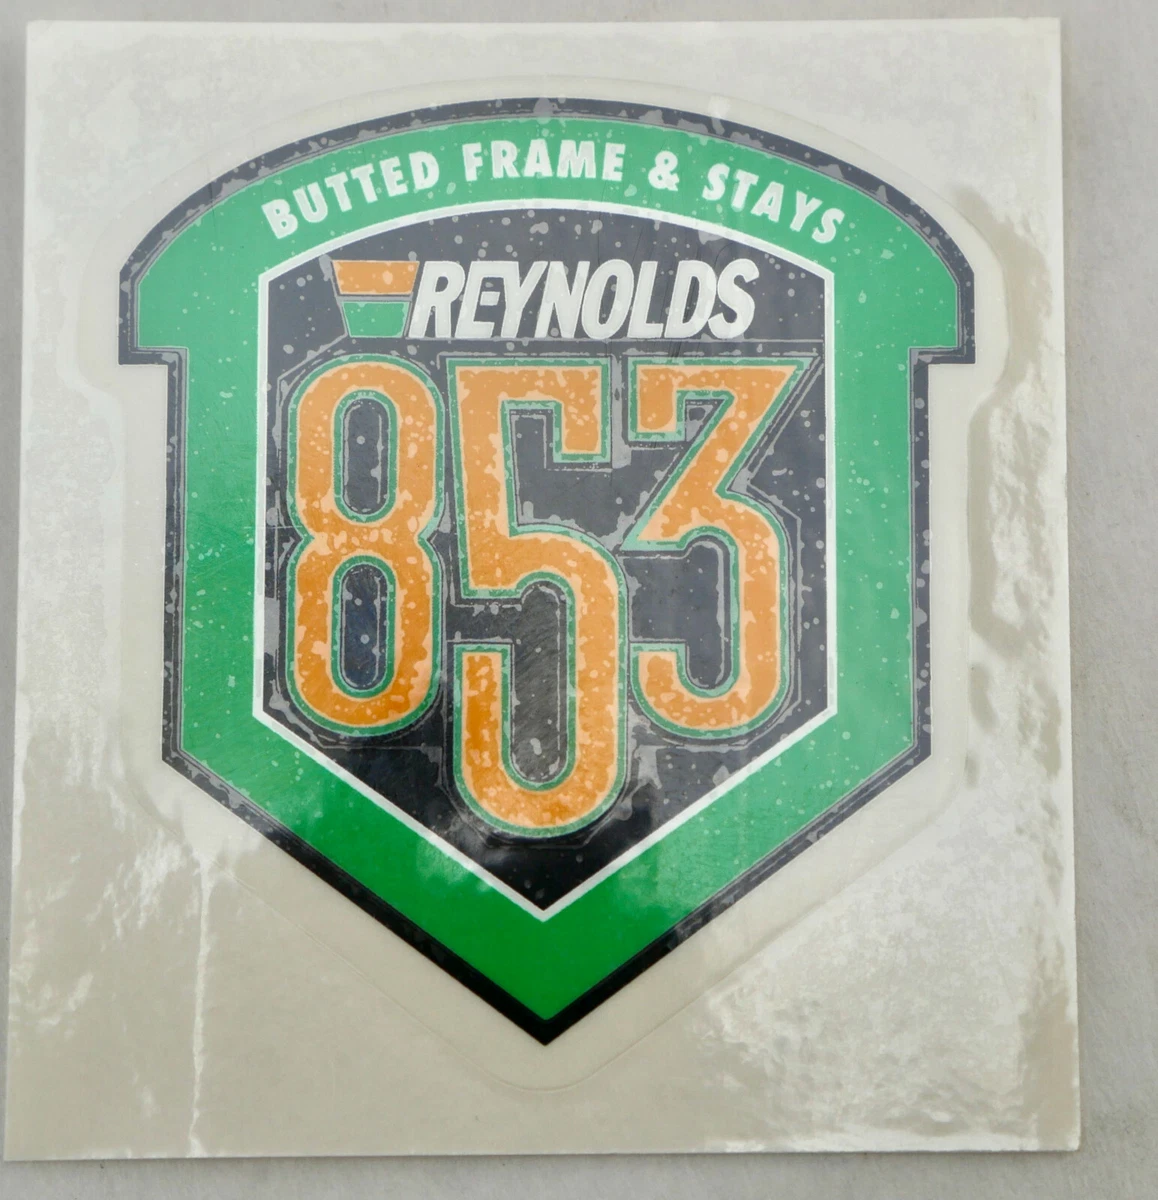 BUTTED FRAME & STAYS
REYNOLDS
853